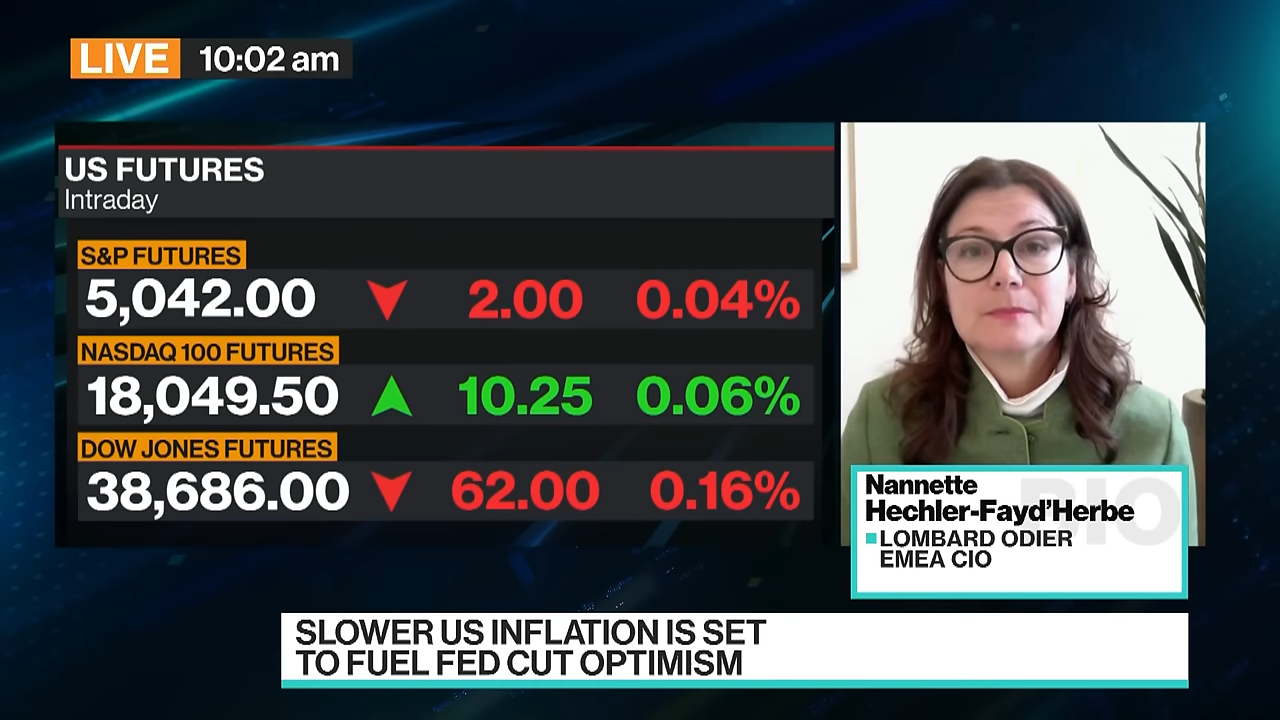 LIVE 10:02 am
US FUTURES
Intraday
S&P FUTURES
5,042.00 2.00 0.04%
NASDAQ 100 FUTURES
18,049.50 10.25 0.06%
DOW JONES FUTURES
38,686.00 62.00 0.16%
Nannette
Hechler-Fayd'Herbe
LOMBARD ODIER
EMEA CIO
SLOWER US INFLATION IS SET
TO FUEL FED CUT OPTIMISM